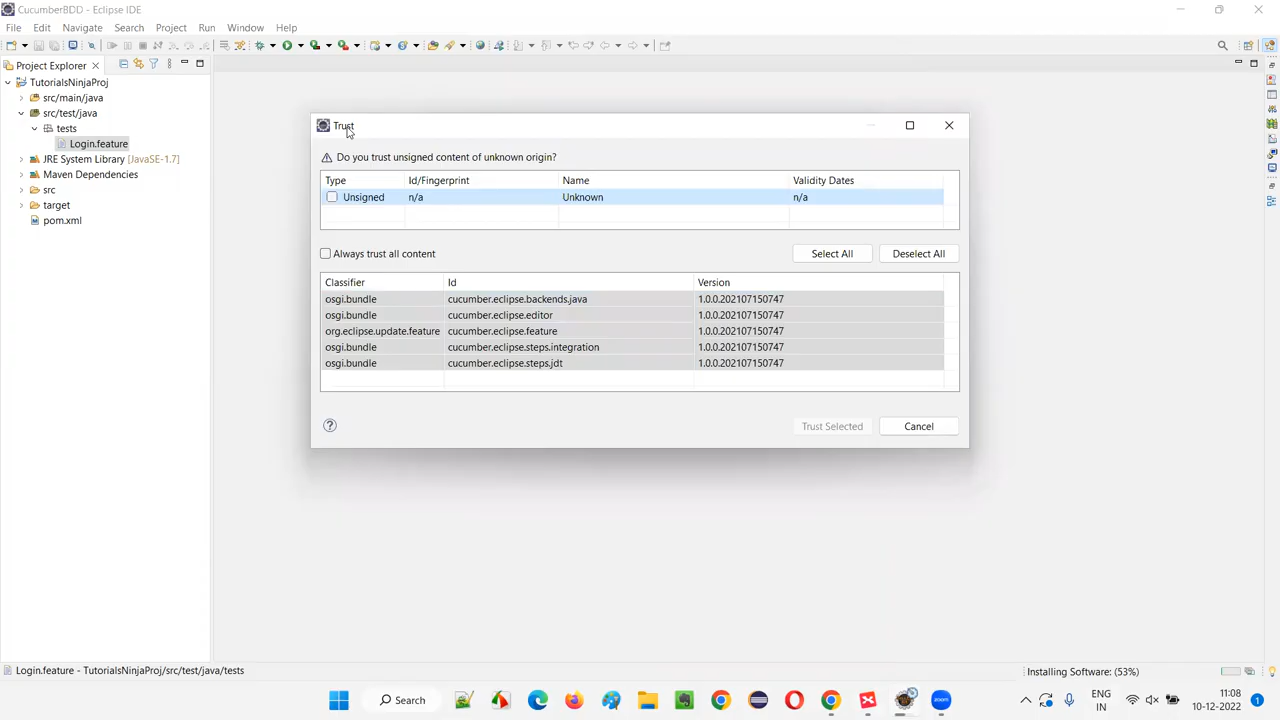 CucumberBDD - Eclipse IDE
File Edit Navigate Search Project Run Window Help
Project Explorer
TutorialsNinjaProj
src/main/java
src/test/java
tests
Login.feature
JRE System Library [JavaSE-1.7]
Maven Dependencies
src
target
pom.xml
Trust
Do you trust unsigned content of unknown origin?
Type Id/Fingerprint Name Validity Dates
Unsigned n/a Unknown n/a
Always trust all content Select All Deselect All
Classifier Id Version
osgi.bundle cucumber.eclipse.backends.java 1.0.0.202107150747
osgi.bundle cucumber.eclipse.editor 1.0.0.202107150747
org.eclipse.update.feature cucumber.eclipse.feature 1.0.0.202107150747
osgi.bundle cucumber.eclipse.steps.integration 1.0.0.202107150747
osgi.bundle cucumber.eclipse.steps.jdt 1.0.0.202107150747
Trust Selected Cancel
Login.feature - TutorialsNinjaProj/src/test/java/tests Installing Software: (53%)
Search
zoom
ENG
IN
11:08
10-12-2022
1